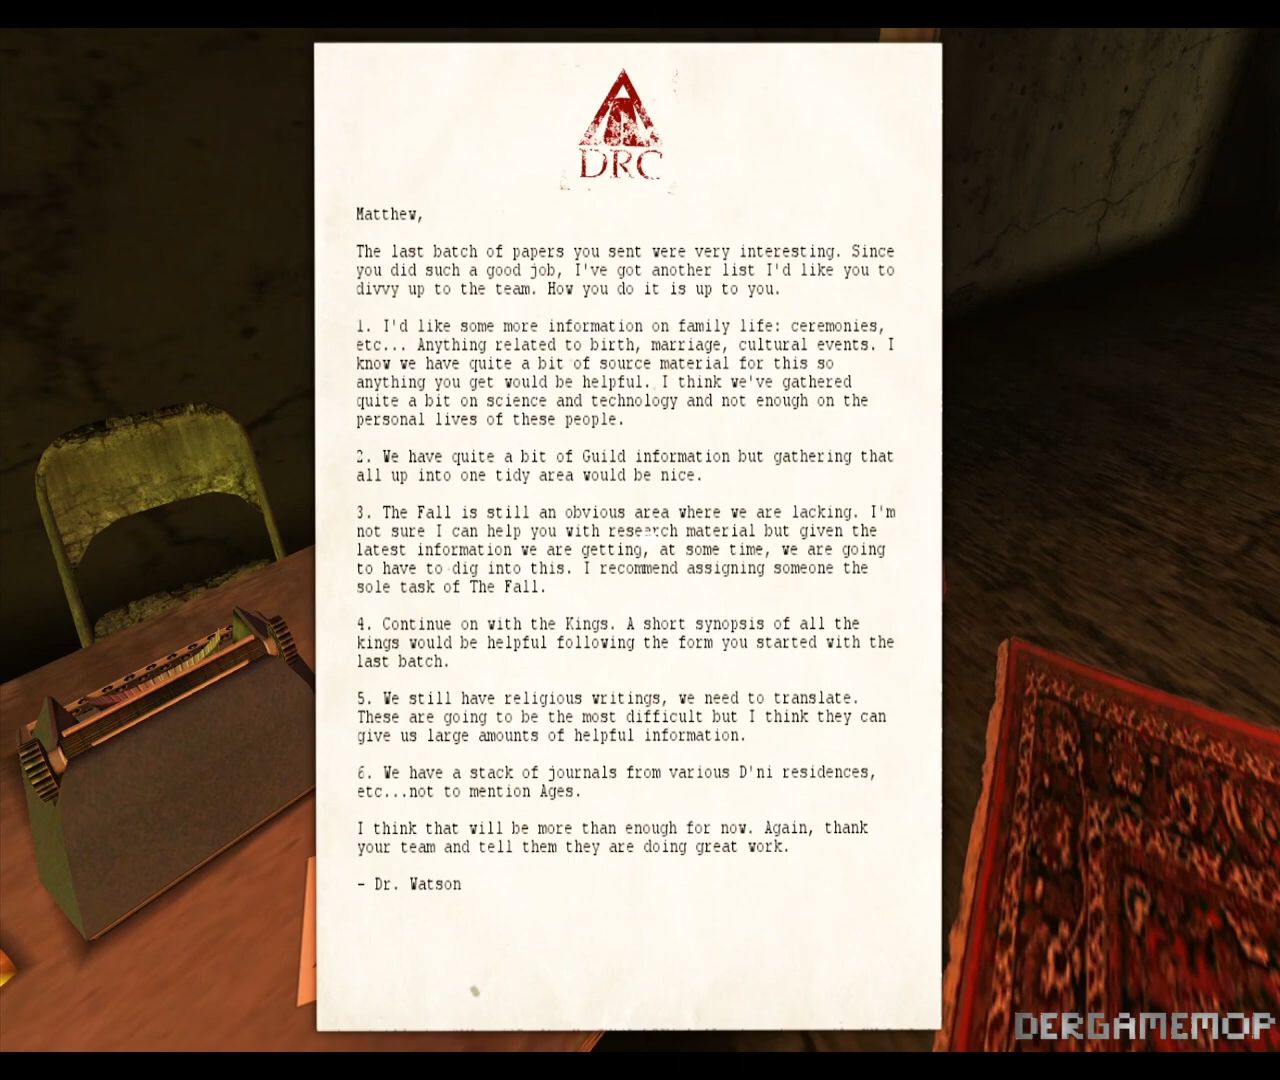 DRC
Matthew,
The last batch of papers you sent were very interesting. Since
you did such a good job, I've got another list I'd like you to
divvy up to the team. How you do it is up to you.
1. I'd like some more information on family life: ceremonies,
etc... Anything related to birth, marriage, cultural events. I
know we have quite a bit of source material for this so
anything you get would be helpful. I think we've gathered
quite a bit on science and technology and not enough on the
personal lives of these people.
2. We have quite a bit of Guild information but gathering that
all up into one tidy area would be nice.
3. The Fall is still an obvious area where we are lacking. I'm
not sure I can help you with research material but given the
latest information we are getting, at some time, we are going
to have to dig into this. I recommend assigning someone the
sole task of The Fall.
4. Continue on with the Kings. A short synopsis of all the
kings would be helpful following the form you started with the
last batch.
5. We still have religious writings, we need to translate.
These are going to be the most difficult but I think they can
give us large amounts of helpful information.
6. We have a stack of journals from various D'ni residences,
etc...not to mention Ages.
I think that will be more than enough for now. Again, thank
your team and tell them they are doing great work.
- Dr. Watson
DERGAMEMOP